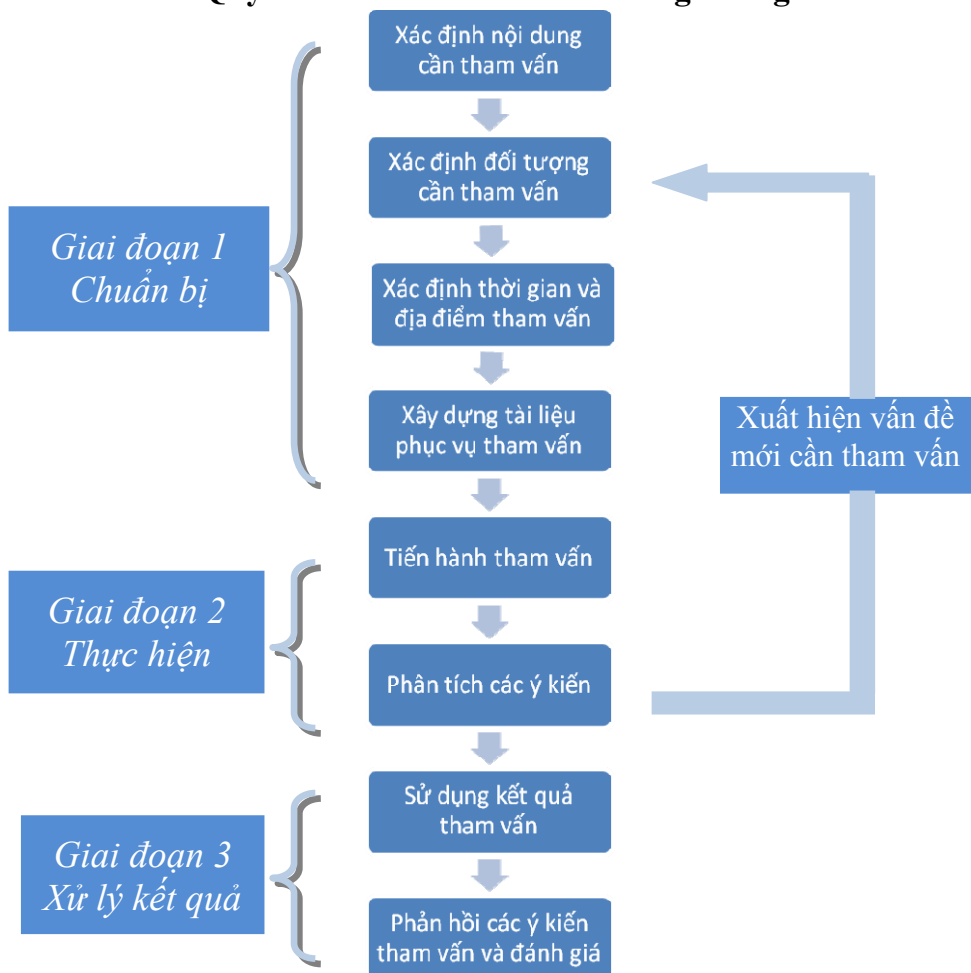 Xác định nội dung
cần tham vấn
Xác định đối tượng
cần tham vấn
Giai đoạn 1
Chuẩn bị
Xác định thời gian và
địa điểm tham vấn
Xây dựng tài liệu
phục vụ tham vấn
Xuất hiện vấn đề
mới cần tham vấn
Tiến hành tham vấn
Giai đoạn 2
Thực hiện
Phân tích các ý kiến
Sử dụng kết quả
tham vấn
Giai đoạn 3
Xử lý kết quả
Phản hồi các ý kiến
tham vấn và đánh giá